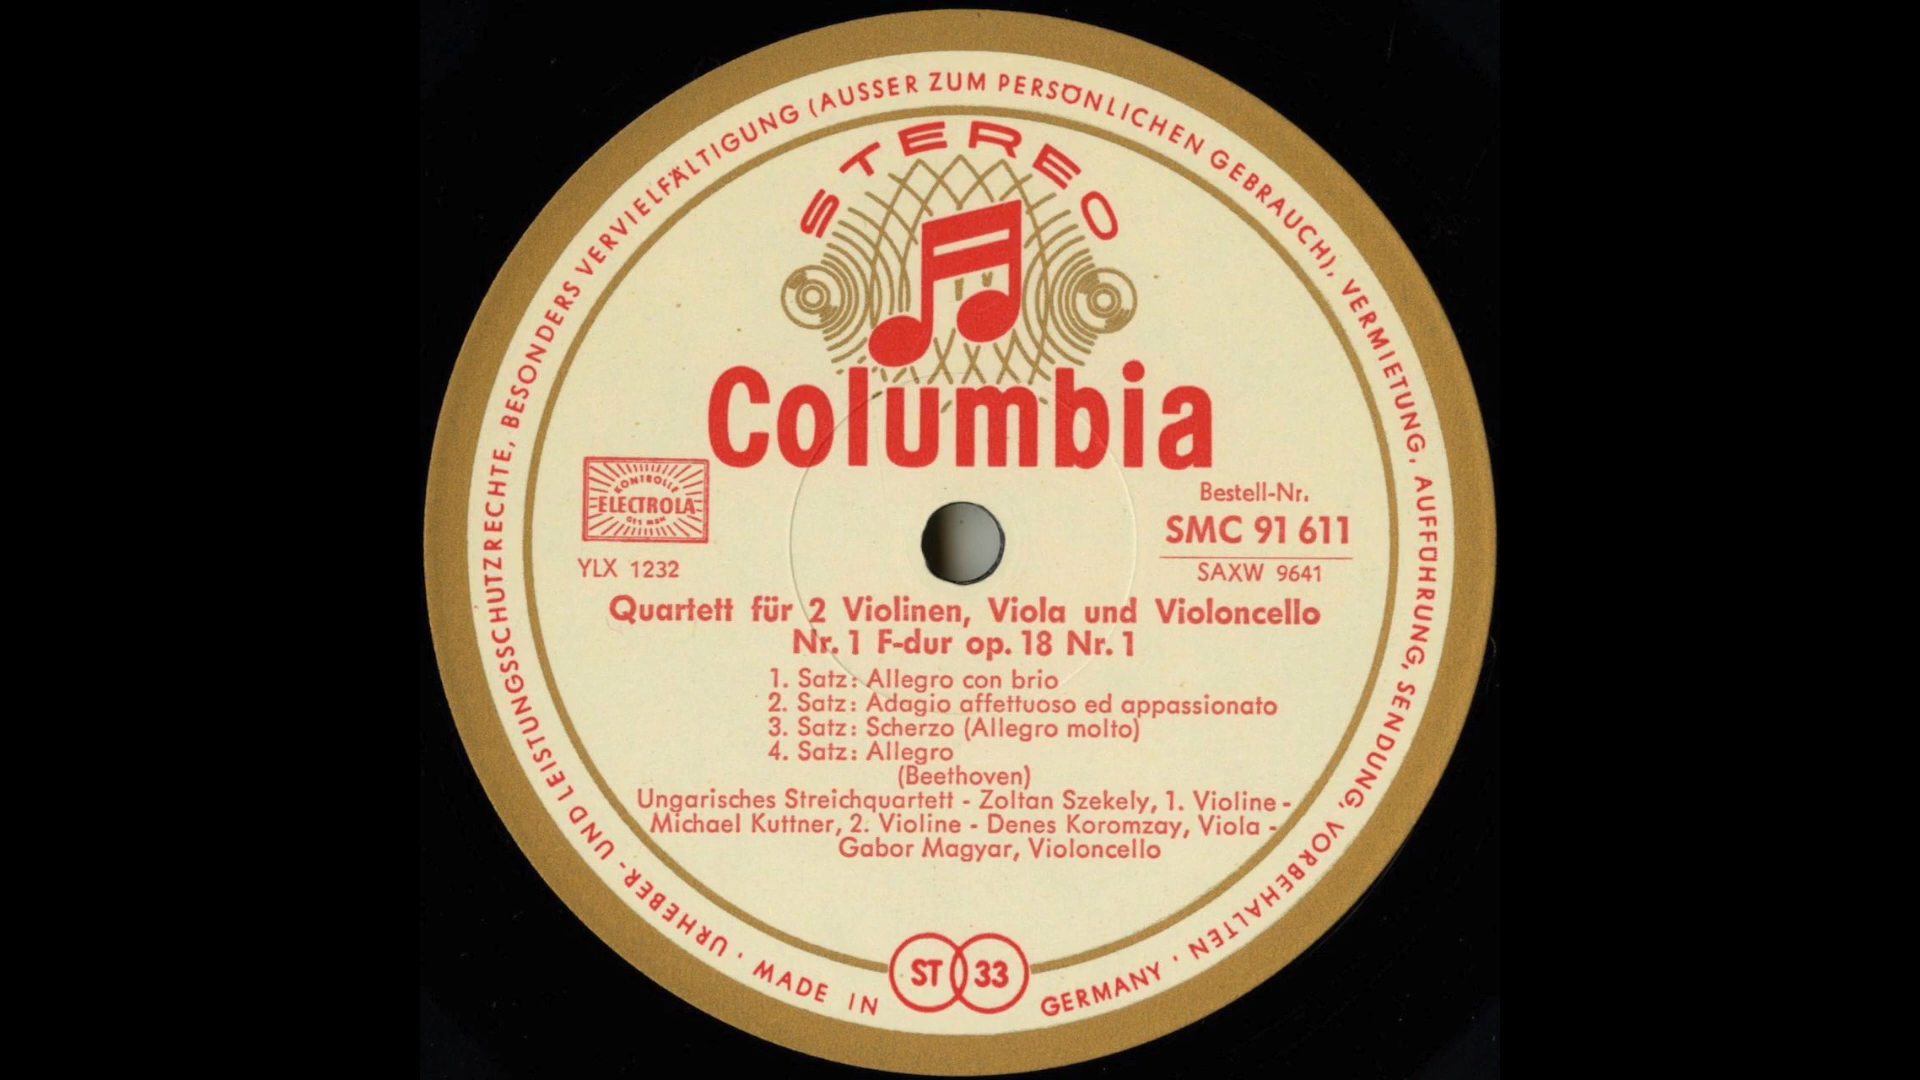 URHEBER- UND LEISTUNGSSCHUTZRECHTE, BESONDERS VERVIELFÄLTIGUNG (AUSSER ZUM PERSÖNLICHEN GEBRAUCH), VERMIETUNG, AUFFÜHRUNG, SENDUNG, VORBEHALTEN ·
STEREO
Columbia
KONTROLLE
ELECTROLA
GES MBH
YLX 1232
Bestell-Nr.
SMC 91 611
SAXW 9641
Quartett für 2 Violinen, Viola und Violoncello
Nr. 1 F-dur op. 18 Nr. 1
1. Satz: Allegro con brio
2. Satz: Adagio affettuoso ed appassionato
3. Satz: Scherzo (Allegro molto)
4. Satz: Allegro
(Beethoven)
Ungarisches Streichquartett - Zoltan Szekely, 1. Violine -
Michael Kuttner, 2. Violine - Denes Koromzay, Viola -
Gabor Magyar, Violoncello
ST 33
MADE IN GERMANY ·